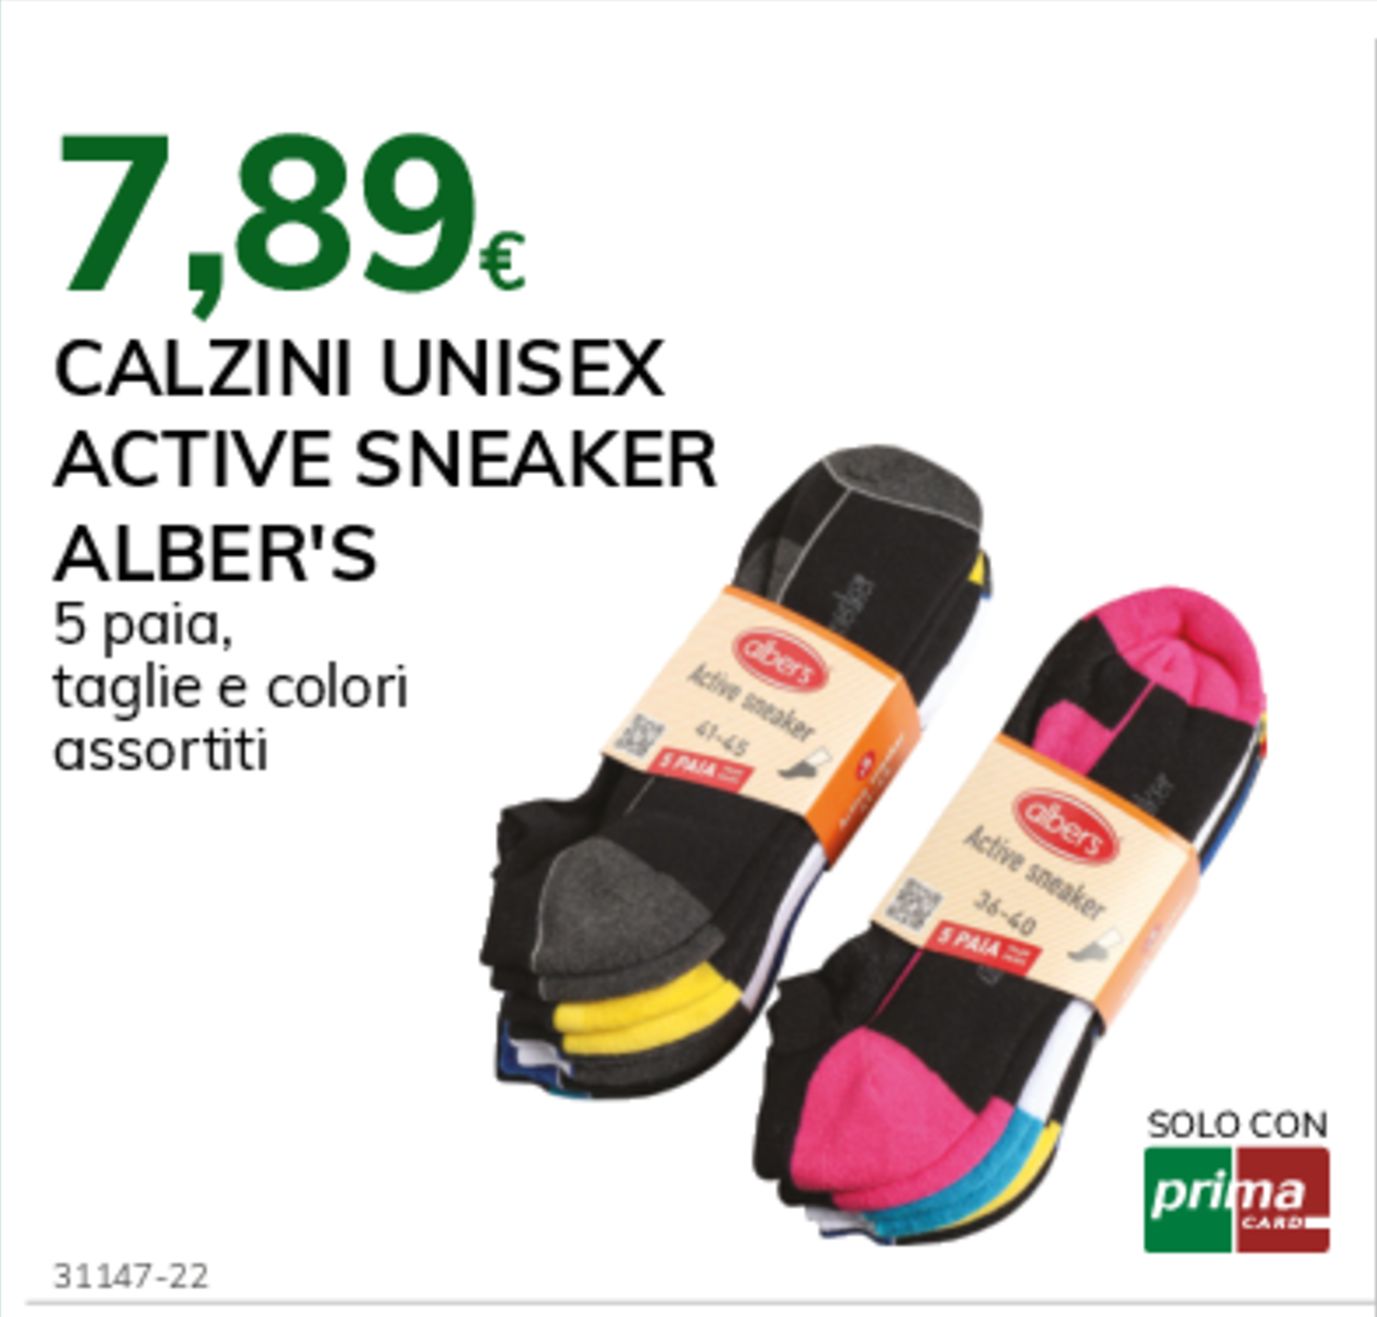 7,89€
CALZINI UNISEX
ACTIVE SNEAKER
ALBER'S
5 paia,
taglie e colori
assortiti
albers
Active sneaker
41-45
5 PAIA
albers
Active sneaker
36-40
5 PAIA
SOLO CON
prima
CARD
31147-22